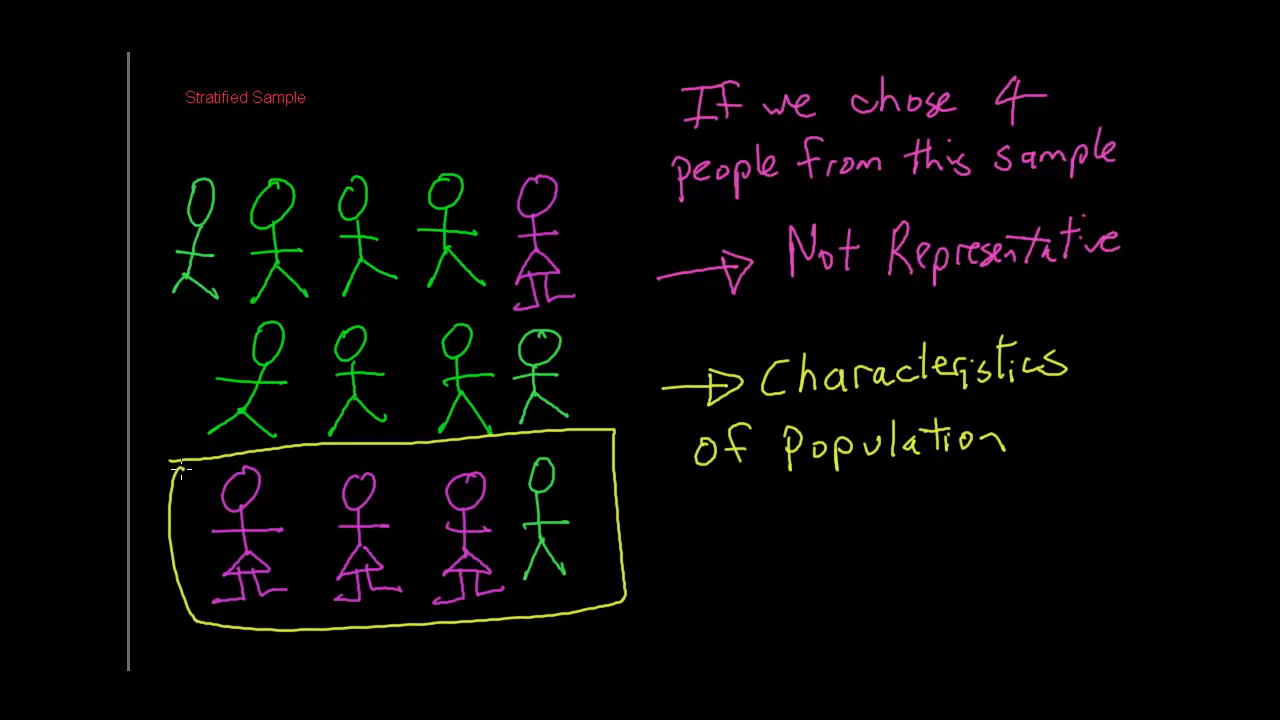 Stratified Sample
If we chose 4
people from this sample
Not Representative
Characteristics
of Population